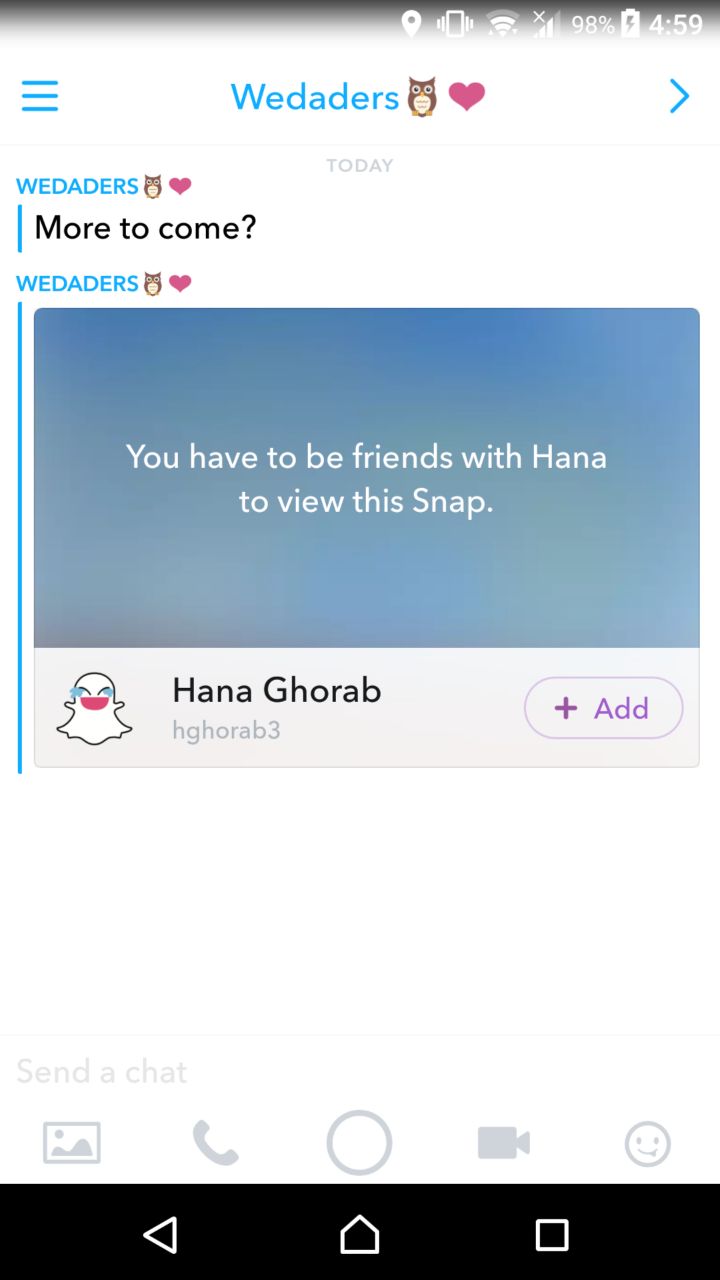 98% 4:59
Wedaders🦉❤
TODAY
WEDADERS🦉❤
More to come?
WEDADERS🦉❤
You have to be friends with Hana
to view this Snap.
Hana Ghorab
hghorab3
+ Add
Send a chat